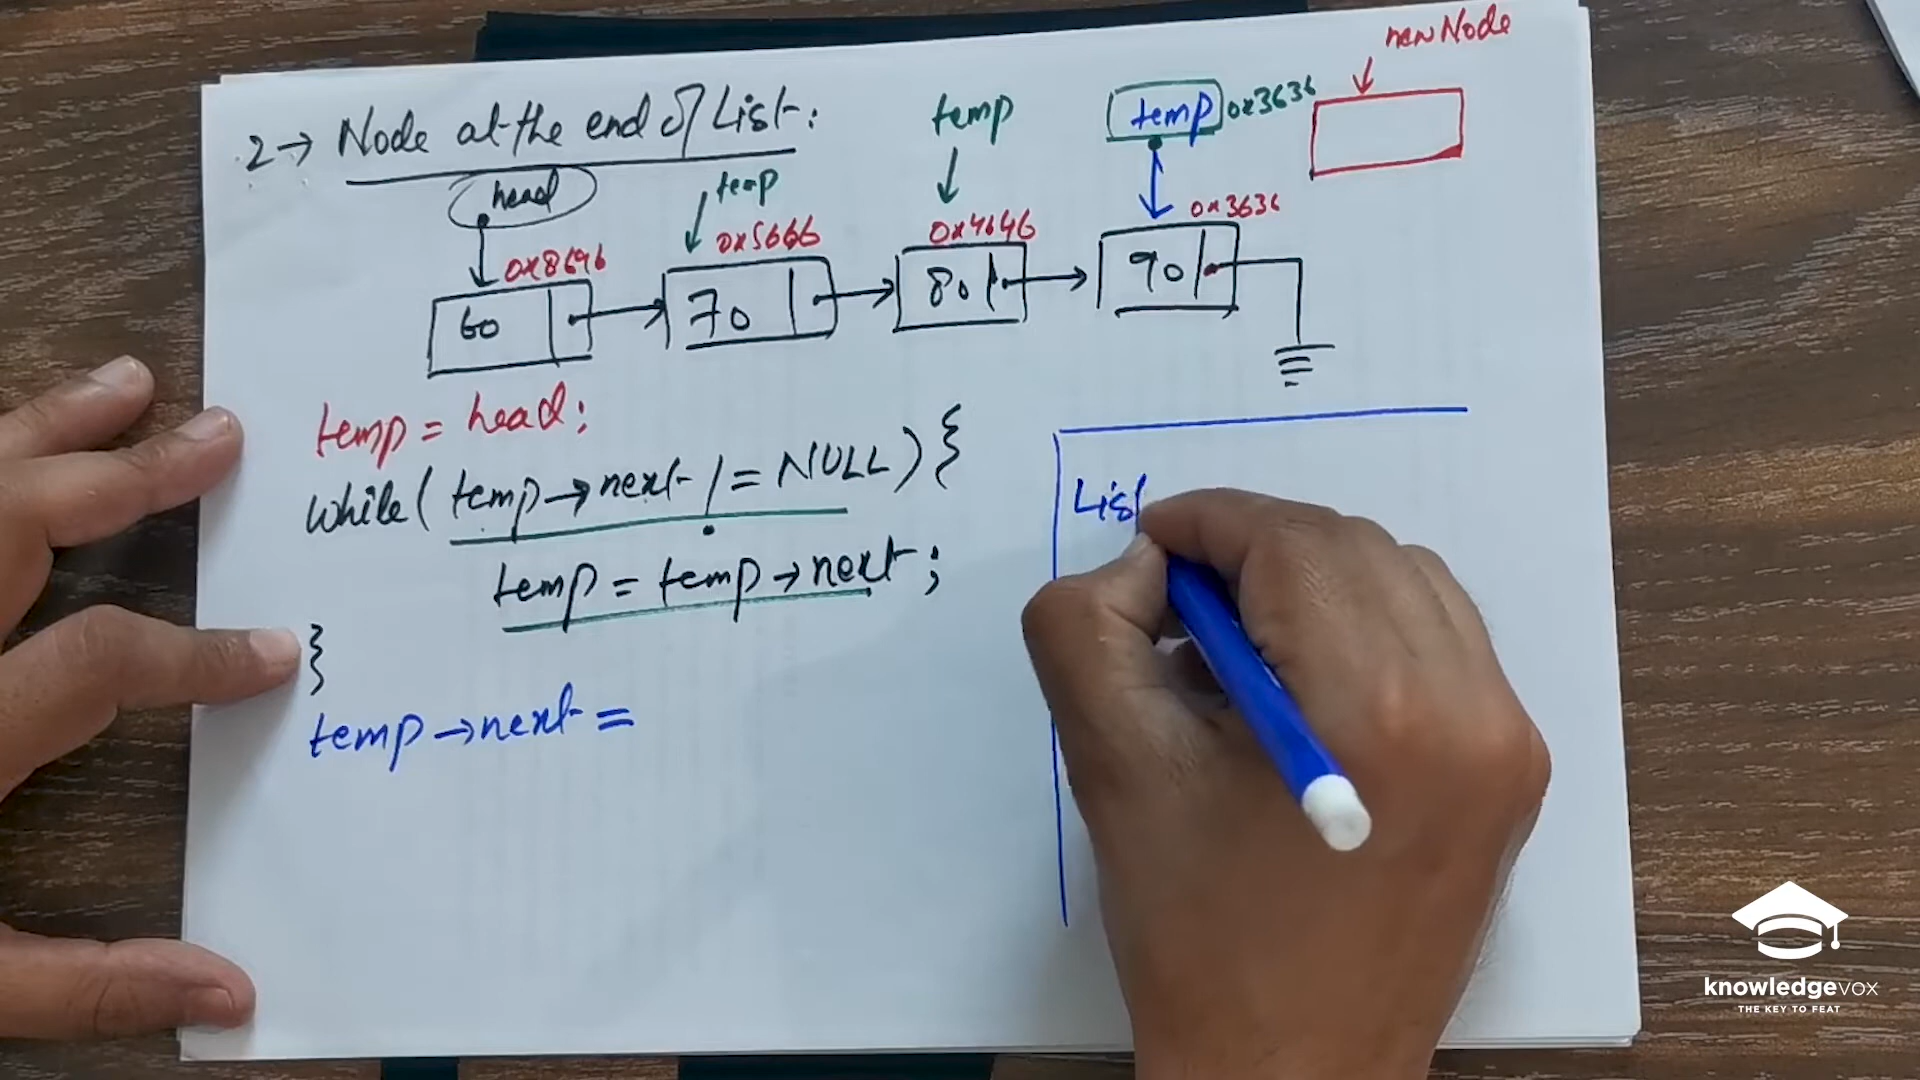 newNode
2→ Node at the end of List:
temp
temp 0x3636
head
temp
0x8696
0x5666
0x4646
0x3636
60
70
80
90
temp = head;
while( temp→next != NULL) {
temp = temp→next;
}
temp→next =
List
knowledgevox
THE KEY TO FEAT